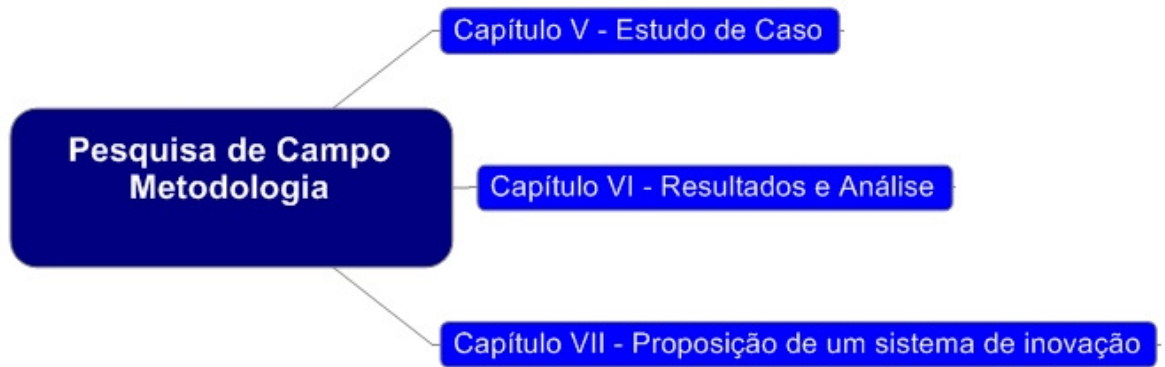 Capítulo V - Estudo de Caso
Pesquisa de Campo
Metodologia
Capítulo VI - Resultados e Análise
Capítulo VII - Proposição de um sistema de inovação